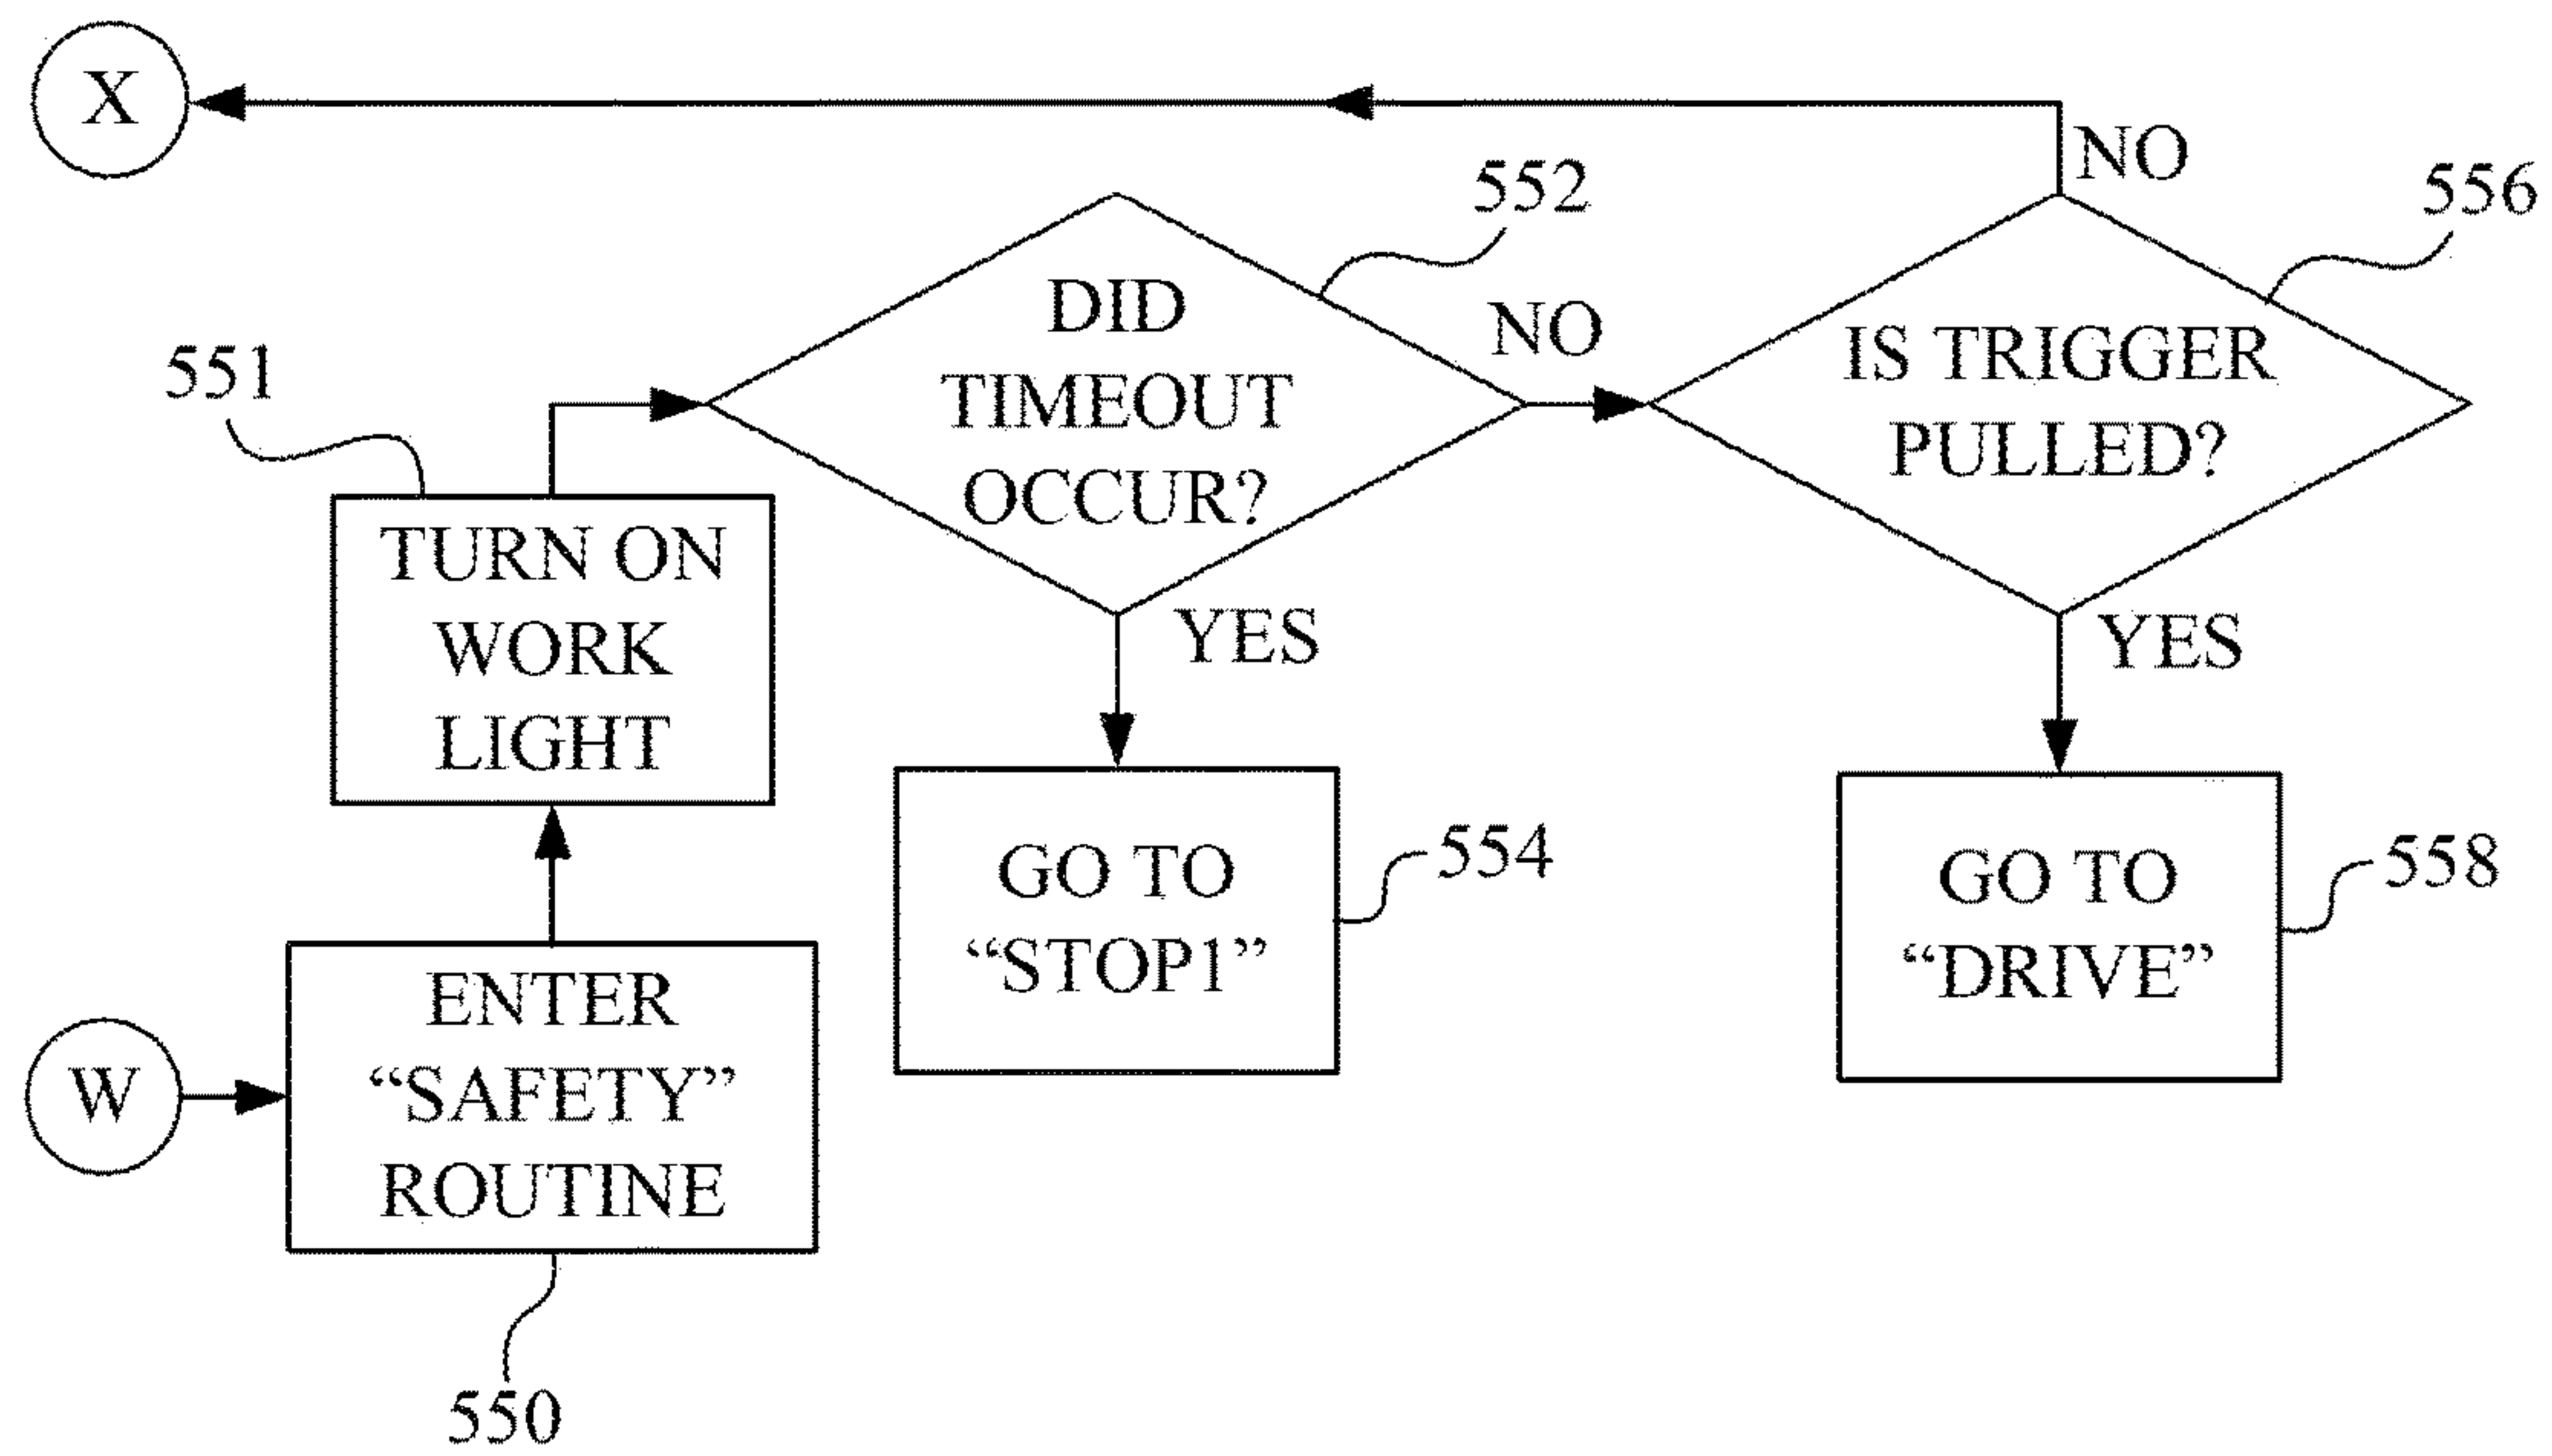 X
NO
552
556
DID
TIMEOUT
OCCUR?
NO
IS TRIGGER
PULLED?
551
TURN ON
WORK
LIGHT
YES
YES
GO TO
“STOP1”
554
GO TO
“DRIVE”
558
W
ENTER
“SAFETY”
ROUTINE
550